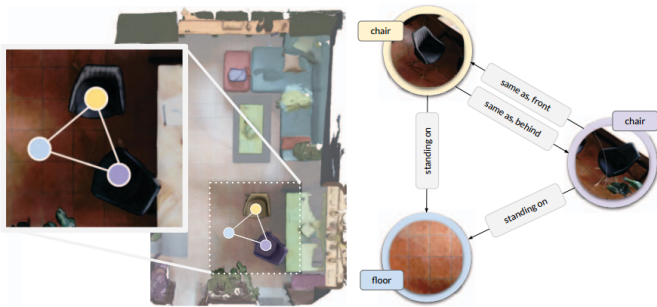 chair
same as, front
same as, behind
chair
standing on
standing on
floor